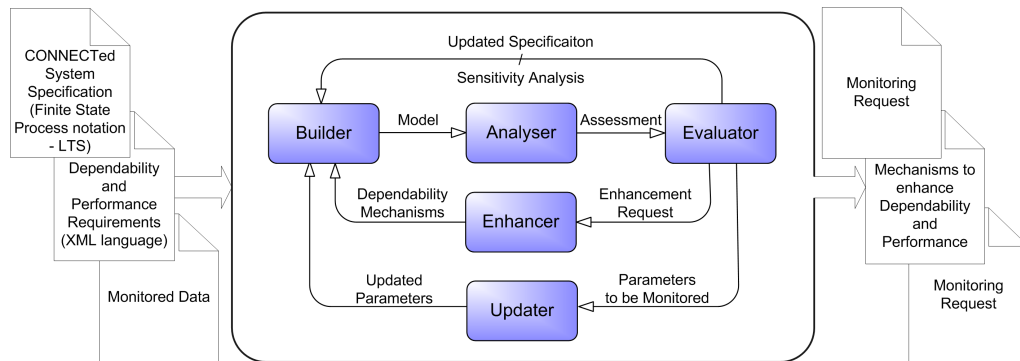 CONNECTed
System
Specification
(Finite State
Process notation
- LTS)
Dependability
and
Performance
Requirements
(XML language)
Monitored Data
Updated Specificaiton
Sensitivity Analysis
Builder
Model
Analyser
Assessment
Evaluator
Dependability
Mechanisms
Enhancer
Enhancement
Request
Updated
Parameters
Updater
Parameters
to be Monitored
Monitoring
Request
Mechanisms to
enhance
Dependability
and
Performance
Monitoring
Request